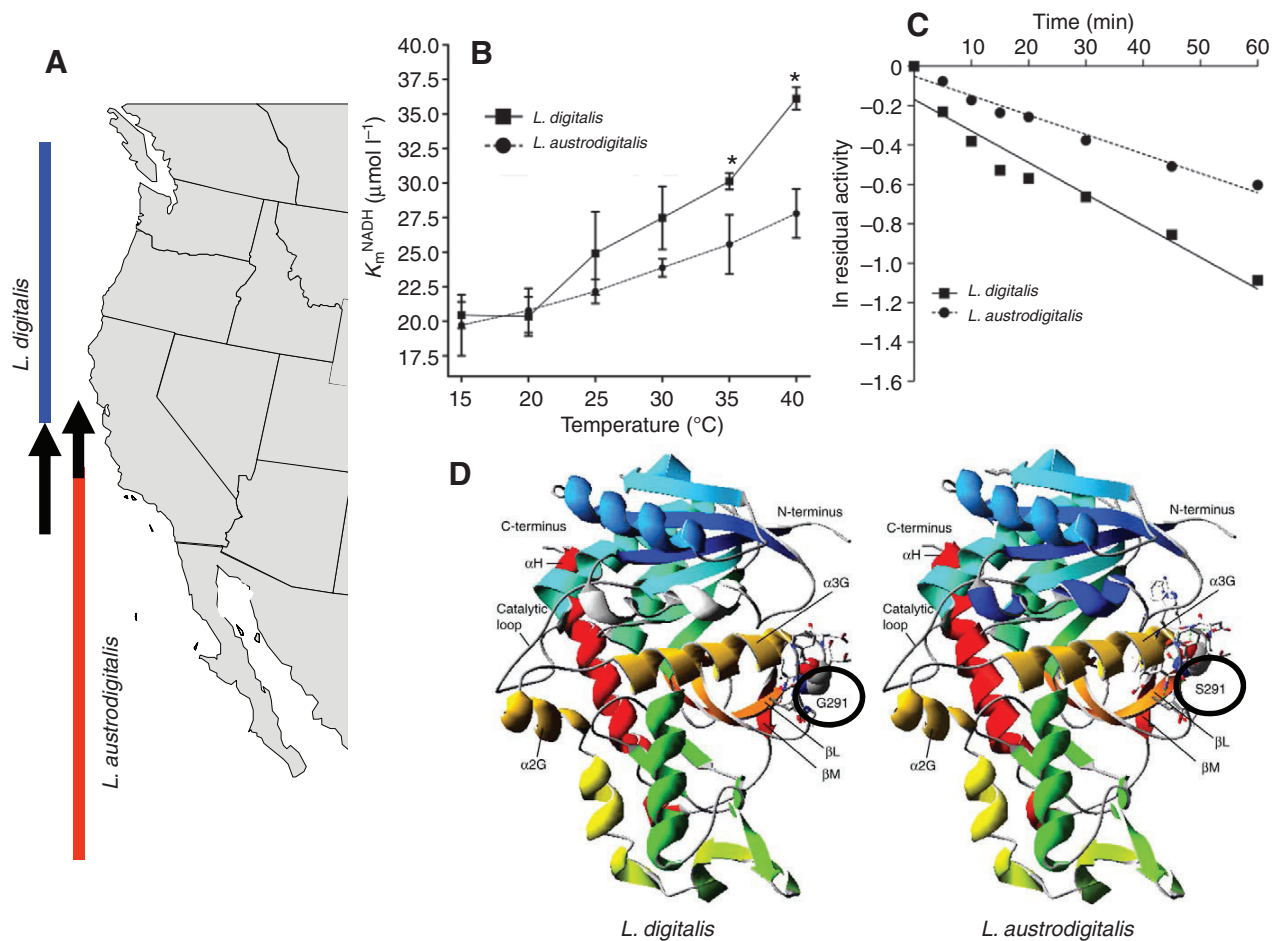 A
L. digitalis
L. austrodigitalis
B
40.0
37.5
35.0
32.5
30.0
27.5
25.0
22.5
20.0
17.5
KmNADH (μmol l–1)
L. digitalis
L. austrodigitalis
*
*
15 20 25 30 35 40
Temperature (°C)
C
Time (min)
10 20 30 40 50 60
0
–0.2
–0.4
–0.6
–0.8
–1.0
–1.2
–1.4
–1.6
ln residual activity
L. digitalis
L. austrodigitalis
D
N-terminus
C-terminus
αH
α3G
Catalytic
loop
G291
βL
α2G
βM
L. digitalis
N-terminus
C-terminus
αH
α3G
Catalytic
loop
S291
βL
α2G
βM
L. austrodigitalis